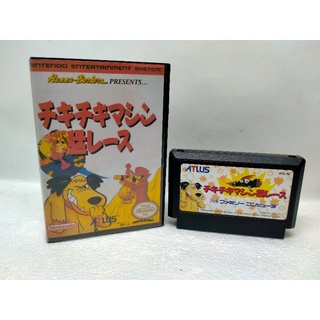 NINTENDO ENTERTAINMENT SYSTEM
Hanna-Barbera
PRESENTS...
チキチキマシン
猛レース
ATLUS
ATLUS
チキチキマシン猛レース
ファミリー コンピュータ